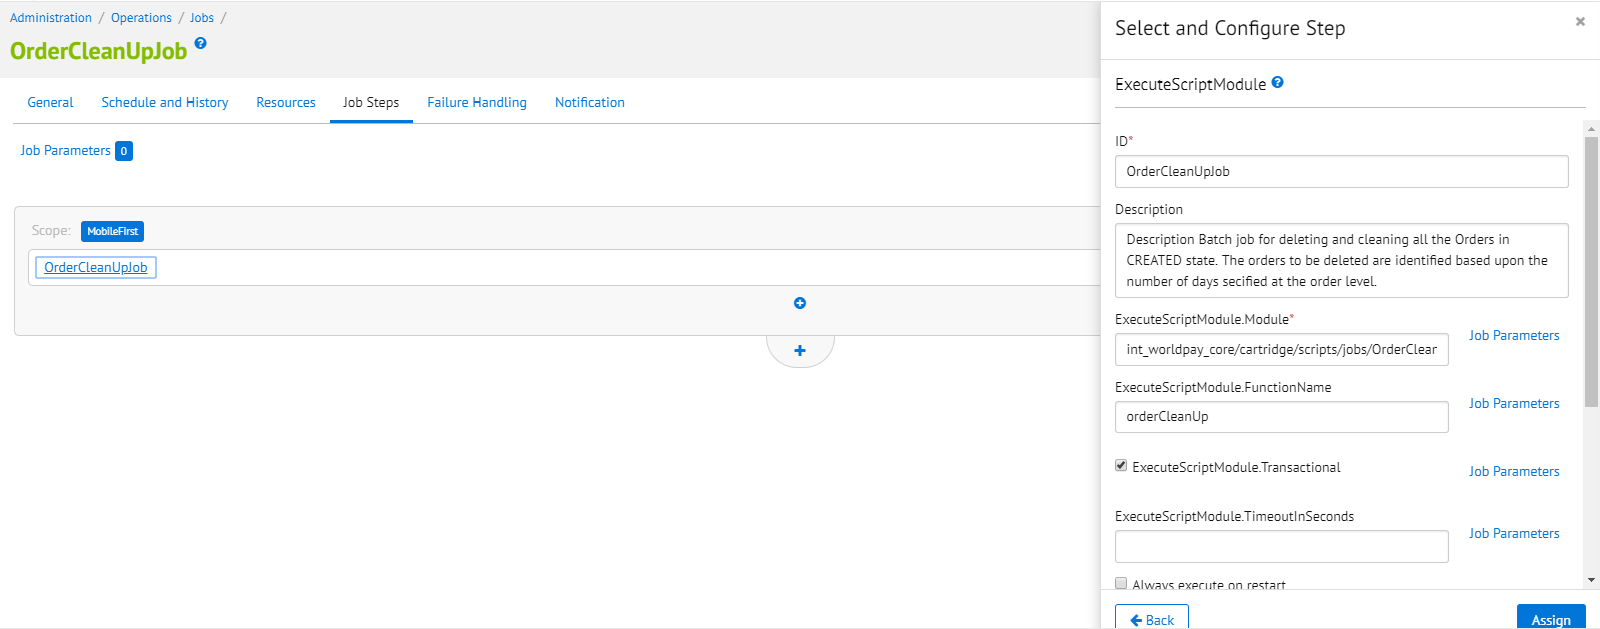 Administration / Operations / Jobs /
OrderCleanUpJob ?
General Schedule and History Resources Job Steps Failure Handling Notification
Job Parameters 0
Scope: MobileFirst
OrderCleanUpJob
Select and Configure Step ×
ExecuteScriptModule ?
ID*
OrderCleanUpJob
Description
Description Batch job for deleting and cleaning all the Orders in
CREATED state. The orders to be deleted are identified based upon the
number of days secified at the order level.
ExecuteScriptModule.Module*
int_worldpay_core/cartridge/scripts/jobs/OrderClean Job Parameters
ExecuteScriptModule.FunctionName
orderCleanUp Job Parameters
ExecuteScriptModule.Transactional Job Parameters
ExecuteScriptModule.TimeoutInSeconds
Job Parameters
Always execute on restart
Back Assign